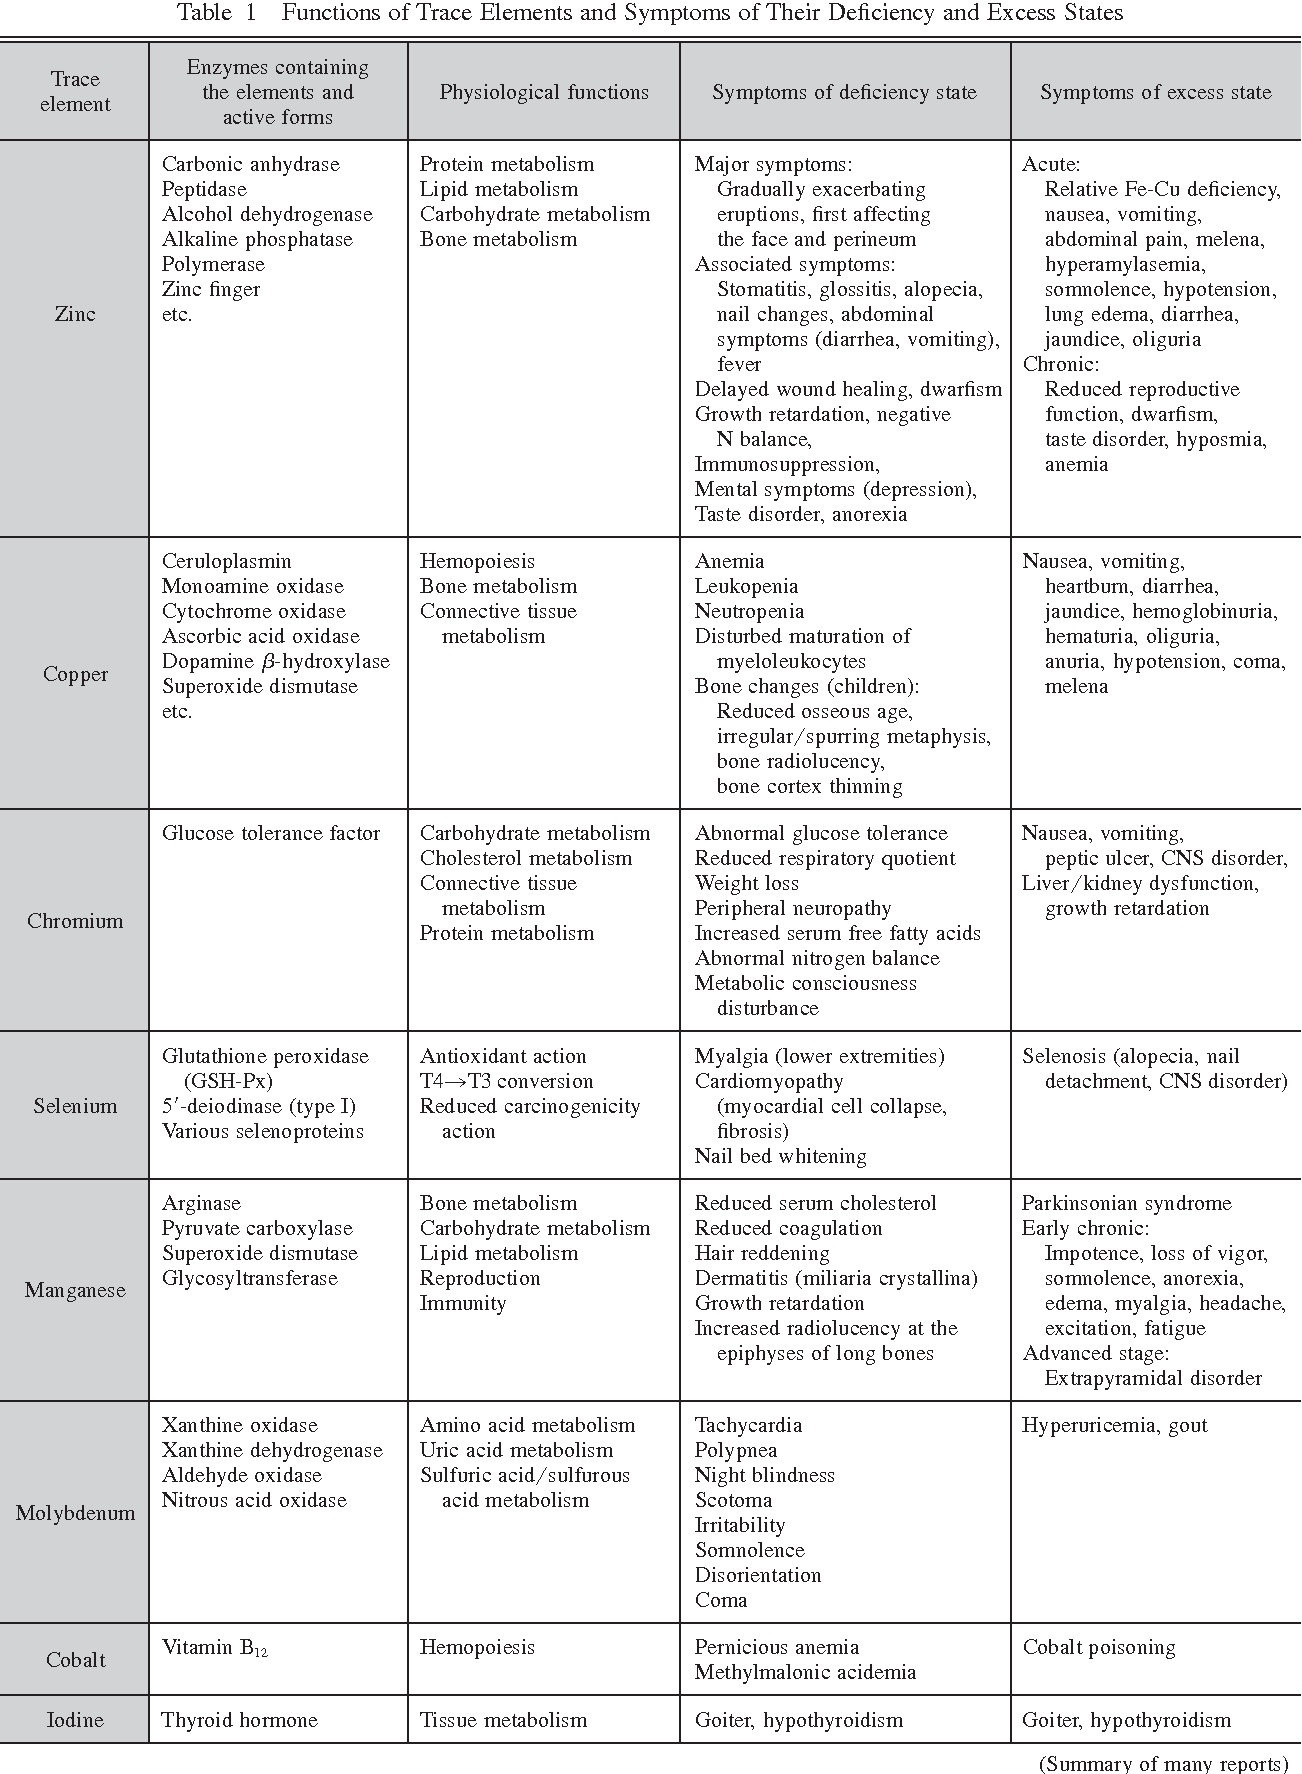 Table 1 Functions of Trace Elements and Symptoms of Their Deficiency and Excess States
Trace
element
Enzymes containing
the elements and
active forms
Physiological functions
Symptoms of deficiency state
Symptoms of excess state
Zinc
Carbonic anhydrase
Peptidase
Alcohol dehydrogenase
Alkaline phosphatase
Polymerase
Zinc finger
etc.
Protein metabolism
Lipid metabolism
Carbohydrate metabolism
Bone metabolism
Major symptoms:
Gradually exacerbating
eruptions, first affecting
the face and perineum
Associated symptoms:
Stomatitis, glossitis, alopecia,
nail changes, abdominal
symptoms (diarrhea, vomiting),
fever
Delayed wound healing, dwarfism
Growth retardation, negative
N balance,
Immunosuppression,
Mental symptoms (depression),
Taste disorder, anorexia
Acute:
Relative Fe-Cu deficiency,
nausea, vomiting,
abdominal pain, melena,
hyperamylasemia,
somnolence, hypotension,
lung edema, diarrhea,
jaundice, oliguria
Chronic:
Reduced reproductive
function, dwarfism,
taste disorder, hyposmia,
anemia
Copper
Ceruloplasmin
Monoamine oxidase
Cytochrome oxidase
Ascorbic acid oxidase
Dopamine β-hydroxylase
Superoxide dismutase
etc.
Hemopoiesis
Bone metabolism
Connective tissue
metabolism
Anemia
Leukopenia
Neutropenia
Disturbed maturation of
myeloleukocytes
Bone changes (children):
Reduced osseous age,
irregular/spurring metaphysis,
bone radiolucency,
bone cortex thinning
Nausea, vomiting,
heartburn, diarrhea,
jaundice, hemoglobinuria,
hematuria, oliguria,
anuria, hypotension, coma,
melena
Chromium
Glucose tolerance factor
Carbohydrate metabolism
Cholesterol metabolism
Connective tissue
metabolism
Protein metabolism
Abnormal glucose tolerance
Reduced respiratory quotient
Weight loss
Peripheral neuropathy
Increased serum free fatty acids
Abnormal nitrogen balance
Metabolic consciousness
disturbance
Nausea, vomiting,
peptic ulcer, CNS disorder,
Liver/kidney dysfunction,
growth retardation
Selenium
Glutathione peroxidase
(GSH-Px)
5′-deiodinase (type I)
Various selenoproteins
Antioxidant action
T4→T3 conversion
Reduced carcinogenicity
action
Myalgia (lower extremities)
Cardiomyopathy
(myocardial cell collapse,
fibrosis)
Nail bed whitening
Selenosis (alopecia, nail
detachment, CNS disorder)
Manganese
Arginase
Pyruvate carboxylase
Superoxide dismutase
Glycosyltransferase
Bone metabolism
Carbohydrate metabolism
Lipid metabolism
Reproduction
Immunity
Reduced serum cholesterol
Reduced coagulation
Hair reddening
Dermatitis (miliaria crystallina)
Growth retardation
Increased radiolucency at the
epiphyses of long bones
Parkinsonian syndrome
Early chronic:
Impotence, loss of vigor,
somnolence, anorexia,
edema, myalgia, headache,
excitation, fatigue
Advanced stage:
Extrapyramidal disorder
Molybdenum
Xanthine oxidase
Xanthine dehydrogenase
Aldehyde oxidase
Nitrous acid oxidase
Amino acid metabolism
Uric acid metabolism
Sulfuric acid/sulfurous
acid metabolism
Tachycardia
Polypnea
Night blindness
Scotoma
Irritability
Somnolence
Disorientation
Coma
Hyperuricemia, gout
Cobalt
Vitamin B₁₂
Hemopoiesis
Pernicious anemia
Methylmalonic acidemia
Cobalt poisoning
Iodine
Thyroid hormone
Tissue metabolism
Goiter, hypothyroidism
Goiter, hypothyroidism
(Summary of many reports)